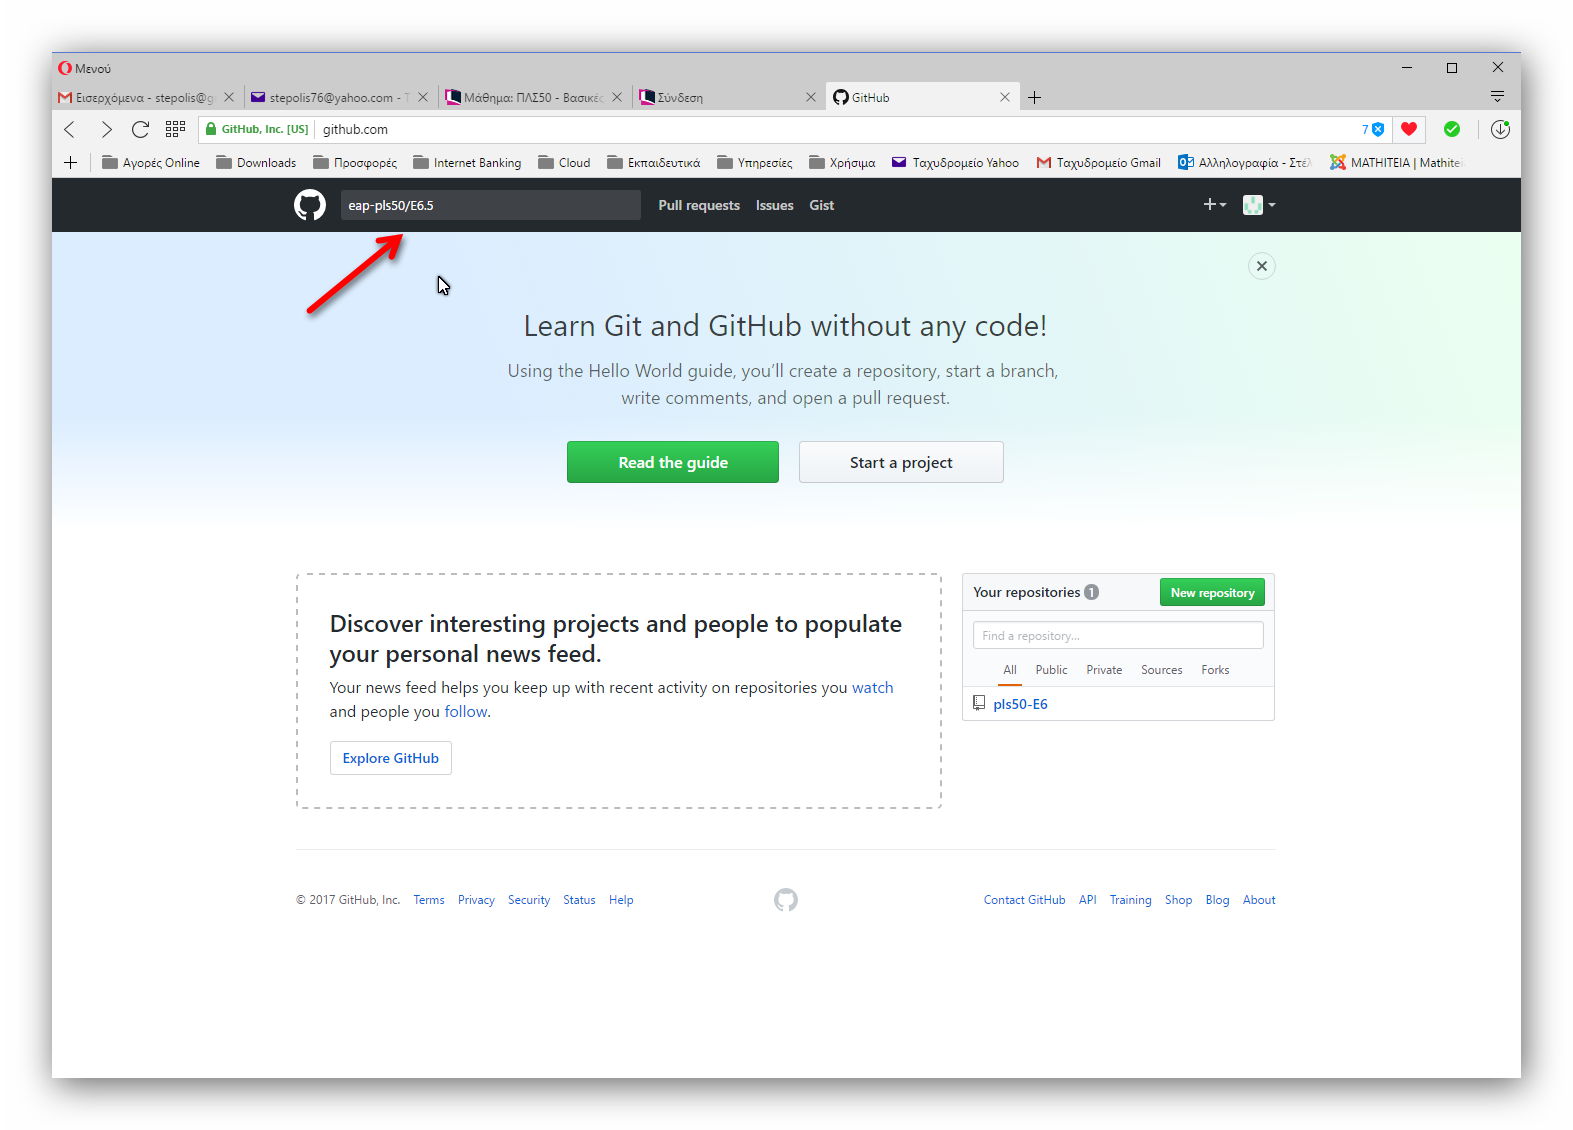 Μενού
Εισερχόμενα - stepolis@g
stepolis76@yahoo.com - T
Μάθημα: ΠΛΣ50 - Βασικές
Σύνδεση
GitHub
GitHub, Inc. [US]
github.com
7
Αγορές Online
Downloads
Προσφορές
Internet Banking
Cloud
Εκπαιδευτικά
Υπηρεσίες
Χρήσιμα
Ταχυδρομείο Yahoo
Ταχυδρομείο Gmail
Αλληλογραφία - Στέλ
MATHITEIA | Mathitei
eap-pls50/E6.5
Pull requests
Issues
Gist
Learn Git and GitHub without any code!
Using the Hello World guide, you’ll create a repository, start a branch,
write comments, and open a pull request.
Read the guide
Start a project
Discover interesting projects and people to populate
your personal news feed.
Your news feed helps you keep up with recent activity on repositories you watch
and people you follow.
Explore GitHub
Your repositories 1
New repository
Find a repository...
All
Public
Private
Sources
Forks
pls50-E6
© 2017 GitHub, Inc.
Terms
Privacy
Security
Status
Help
Contact GitHub
API
Training
Shop
Blog
About